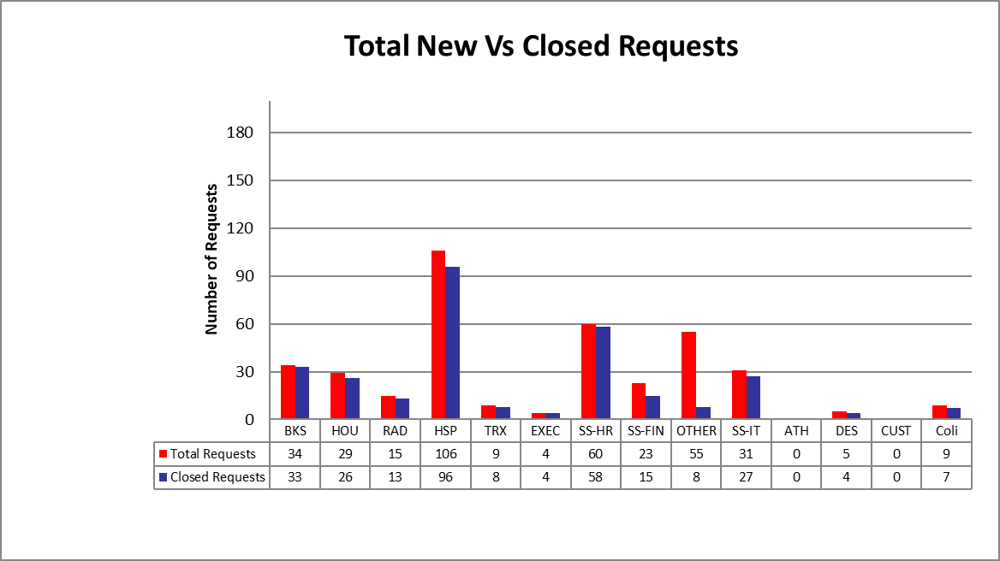 Total New Vs Closed Requests
Number of Requests
180
150
120
90
60
30
0
BKS HOU RAD HSP TRX EXEC SS-HR SS-FIN OTHER SS-IT ATH DES CUST Coli
Total Requests 34 29 15 106 9 4 60 23 55 31 0 5 0 9
Closed Requests 33 26 13 96 8 4 58 15 8 27 0 4 0 7